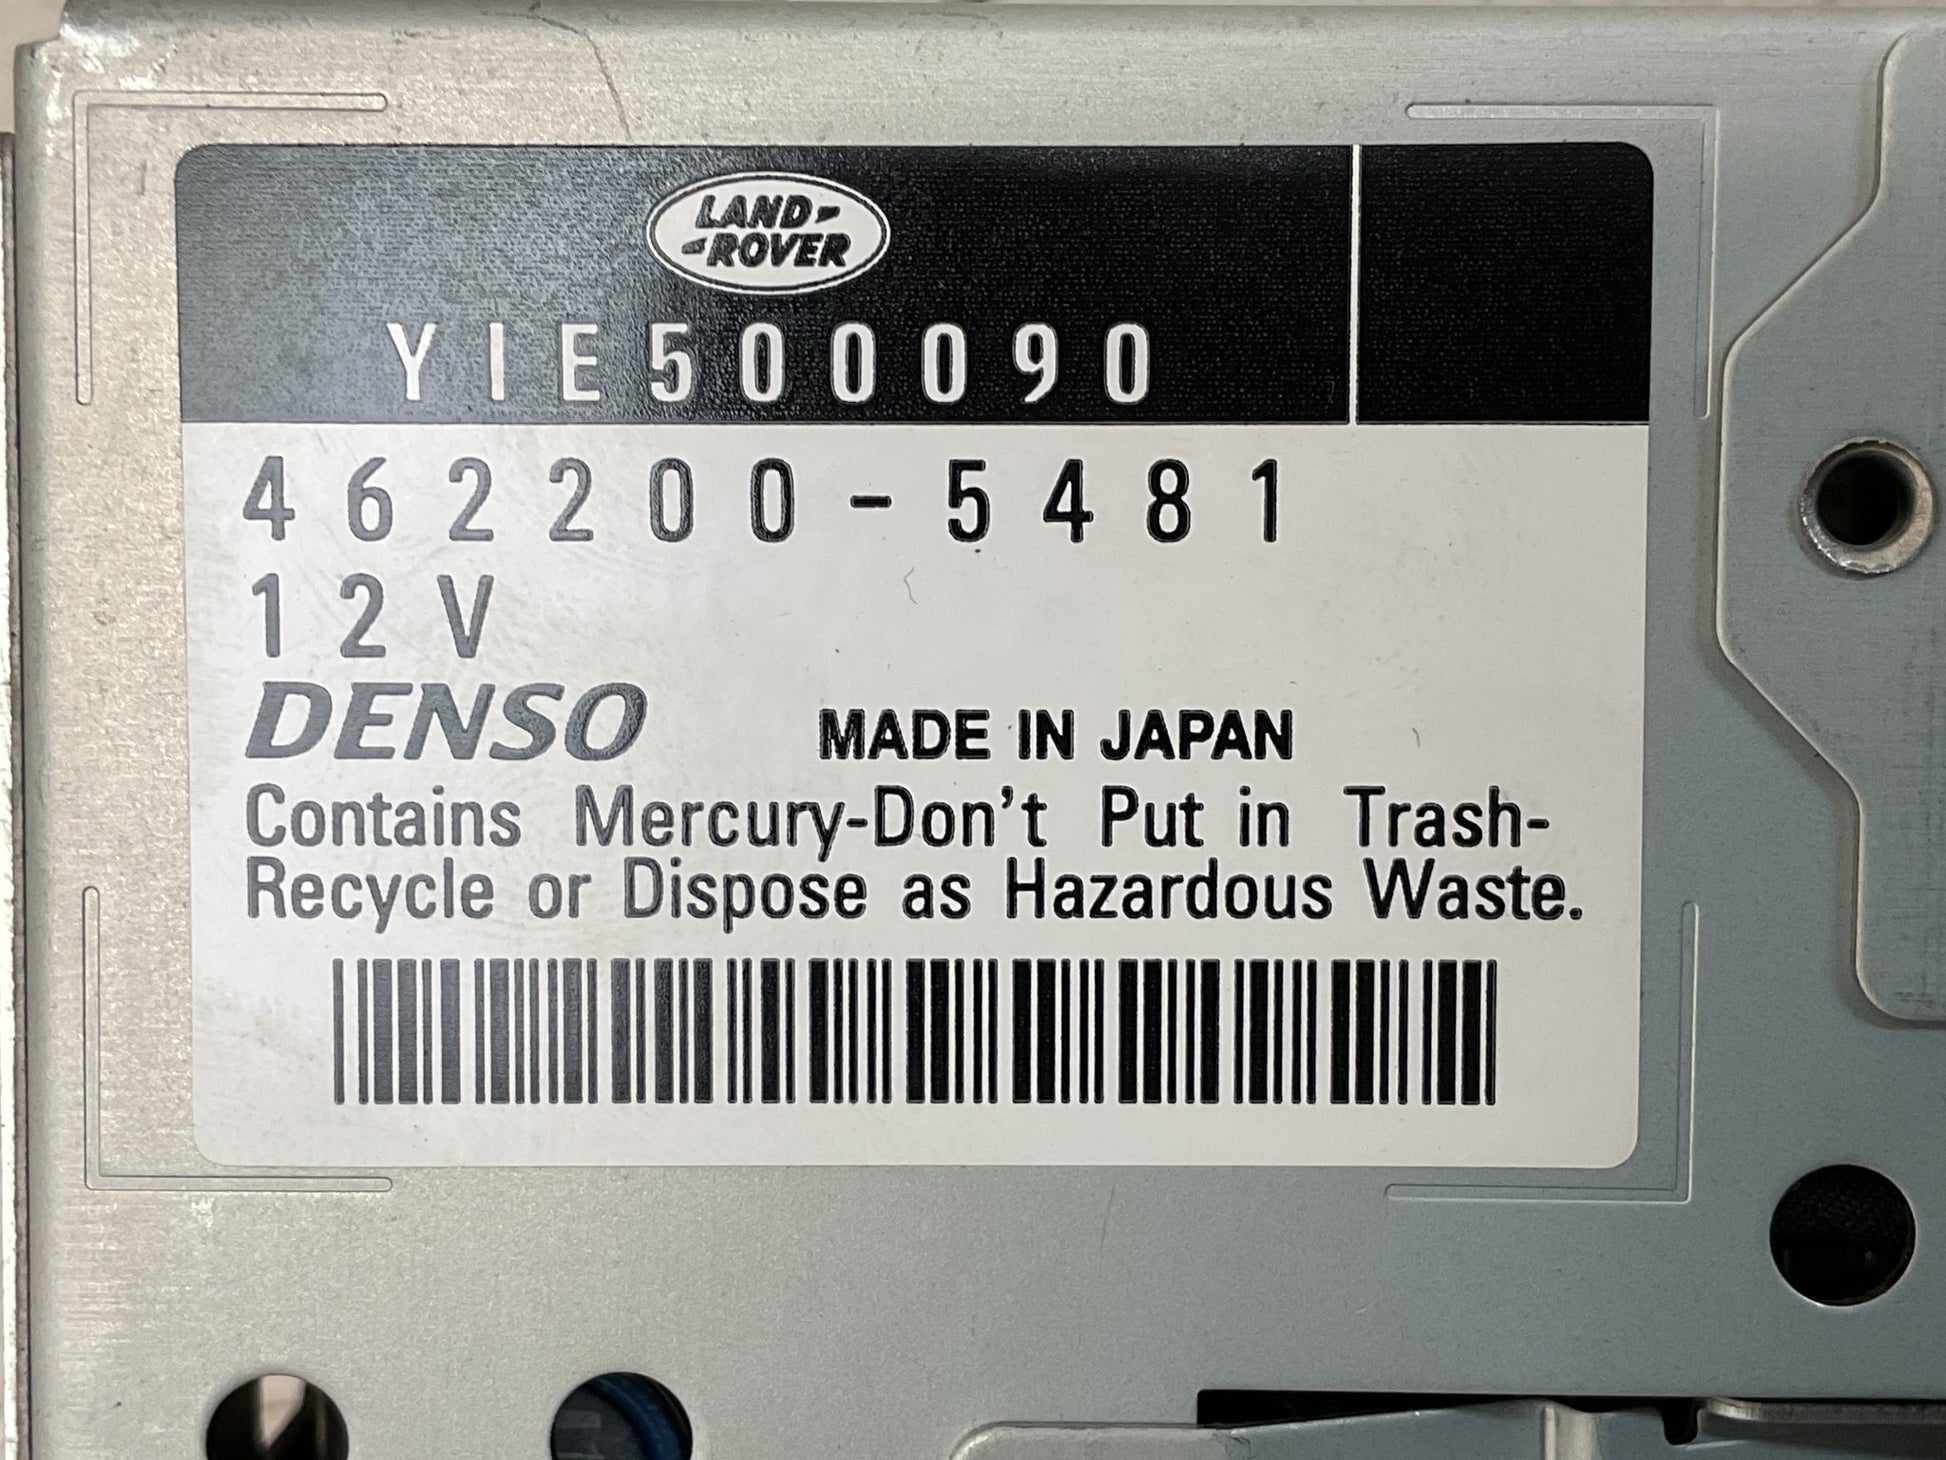 LAND-
-ROVER
YIE500090
462200-5481
12V
DENSO MADE IN JAPAN
Contains Mercury-Don't Put in Trash-
Recycle or Dispose as Hazardous Waste.